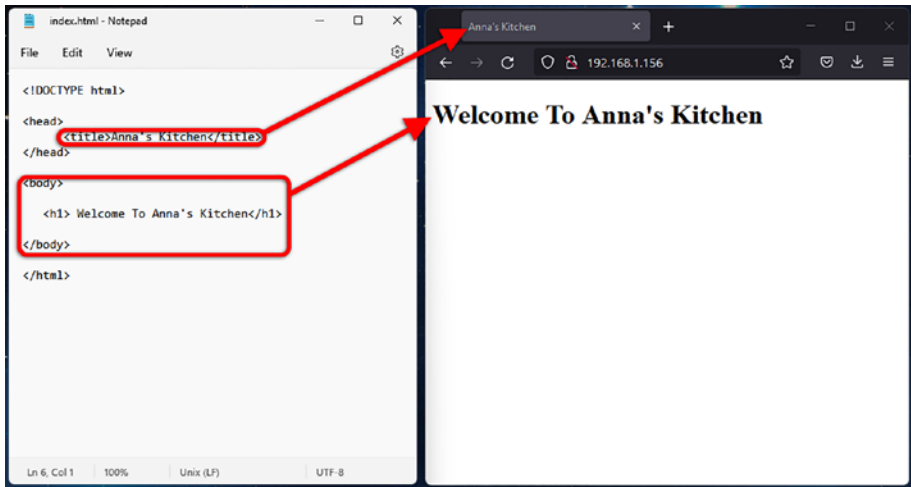 index.html - Notepad
File Edit View
<!DOCTYPE html>
<head>
<title>Anna's Kitchen</title>
</head>
<body>
<h1> Welcome To Anna's Kitchen</h1>
</body>
</html>
Ln 6, Col 1 100% Unix (LF) UTF-8
Anna's Kitchen
192.168.1.156
Welcome To Anna's Kitchen